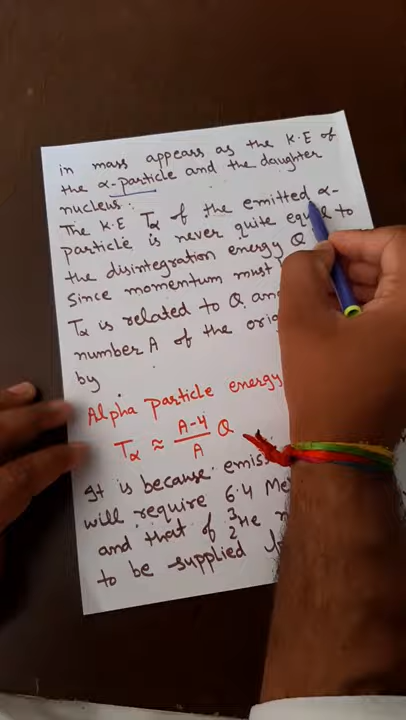 in mass appears as the K.E of
the α-particle and the daughter
nucleus.
The K.E Tα of the emitted α-
particle is never quite equal to
the disintegration energy Q
Since momentum must
Tα is related to Q an
number A of the orig
by
Alpha particle energy
Tα ≈ A-4/A Q
It is because emis
will require 6.4 Me
and that of ³₂He
to be supplied